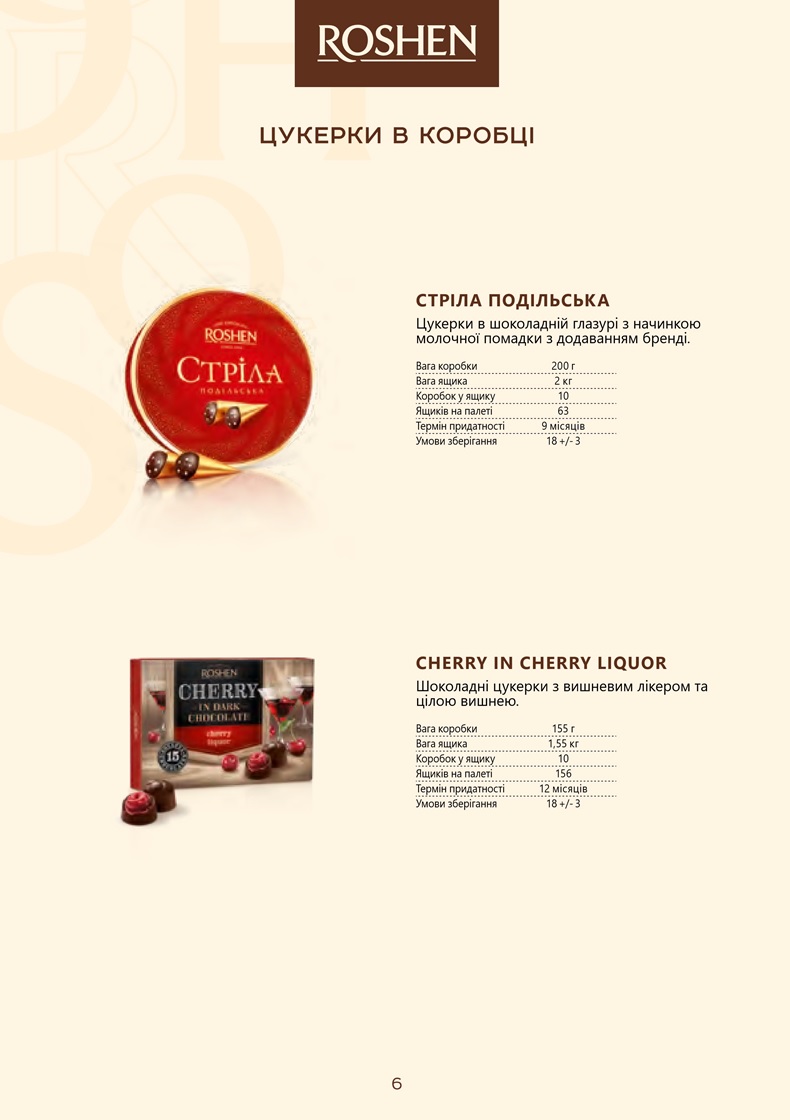 ROSHEN
ЦУКЕРКИ В КОРОБЦІ
ROSHEN
СТРІЛА
ПОДІЛЬСЬКА
СТРІЛА ПОДІЛЬСЬКА
Цукерки в шоколадній глазурі з начинкою
молочної помадки з додаванням бренді.
Вага коробки 200 г
Вага ящика 2 кг
Коробок у ящику 10
Ящиків на палеті 63
Термін придатності 9 місяців
Умови зберігання 18 +/- 3
ROSHEN
CHERRY
IN DARK
CHOCOLATE
cherry
liquor
15
CHERRY IN CHERRY LIQUOR
Шоколадні цукерки з вишневим лікером та
цілою вишнею.
Вага коробки 155 г
Вага ящика 1,55 кг
Коробок у ящику 10
Ящиків на палеті 156
Термін придатності 12 місяців
Умови зберігання 18 +/- 3
6